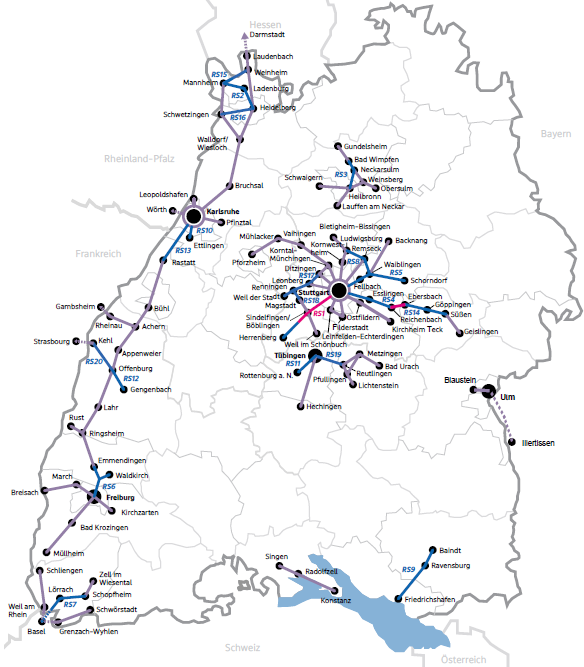 Hessen
Darmstadt
Laudenbach
RS15
Weinheim
Mannheim
RS2
Ladenburg
Heidelberg
Schwetzingen
RS16
Walldorf/
Wiesloch
Bayern
Gundelsheim
Rheinland-Pfalz
Bad Wimpfen
Neckarsulm
RS3
Weinsberg
Schwaigern
Obersulm
Bruchsal
Heilbronn
Lauffen am Neckar
Leopoldshafen
Wörth
Karlsruhe
Pfinztal
RS10
Ettlingen
RS13
Rastatt
Frankreich
Bietigheim-Bissingen
Vaihingen
Mühlacker
Ludwigsburg
Backnang
Kornwest-
heim
Remseck
Korntal-
Münchingen
Pforzheim
RS8
Waiblingen
Ditzingen
RS17
RS5
Leonberg
Schorndorf
Renningen
Stuttgart
Fellbach
Weil der Stadt
RS18
Esslingen
RS4
Ebersbach
Magstadt
RS1
RS14
Göppingen
Süßen
Reichenbach
Sindelfingen/
Böblingen
Ostfildern
Filderstadt
Kirchheim Teck
Geislingen
Herrenberg
Leinfelden-Echterdingen
Weil im Schönbuch
Gambsheim
Rheinau
Bühl
Achern
Strasbourg
Kehl
Appenweier
RS20
Offenburg
RS12
Gengenbach
Tübingen
RS19
Metzingen
RS11
Bad Urach
Rottenburg a. N.
Reutlingen
Pfullingen
Lichtenstein
Hechingen
Blaustein
Ulm
Illertissen
Lahr
Rust
Ringsheim
Emmendingen
Waldkirch
March
RS6
Breisach
Freiburg
Kirchzarten
Bad Krozingen
Müllheim
Schliengen
Zell im
Wiesental
Lörrach
Schopfheim
RS7
Weil am
Rhein
Schwörstadt
Basel
Grenzach-Wyhlen
Singen
Radolfzell
Konstanz
Baindt
RS9
Ravensburg
Friedrichshafen
Schweiz
Österreich